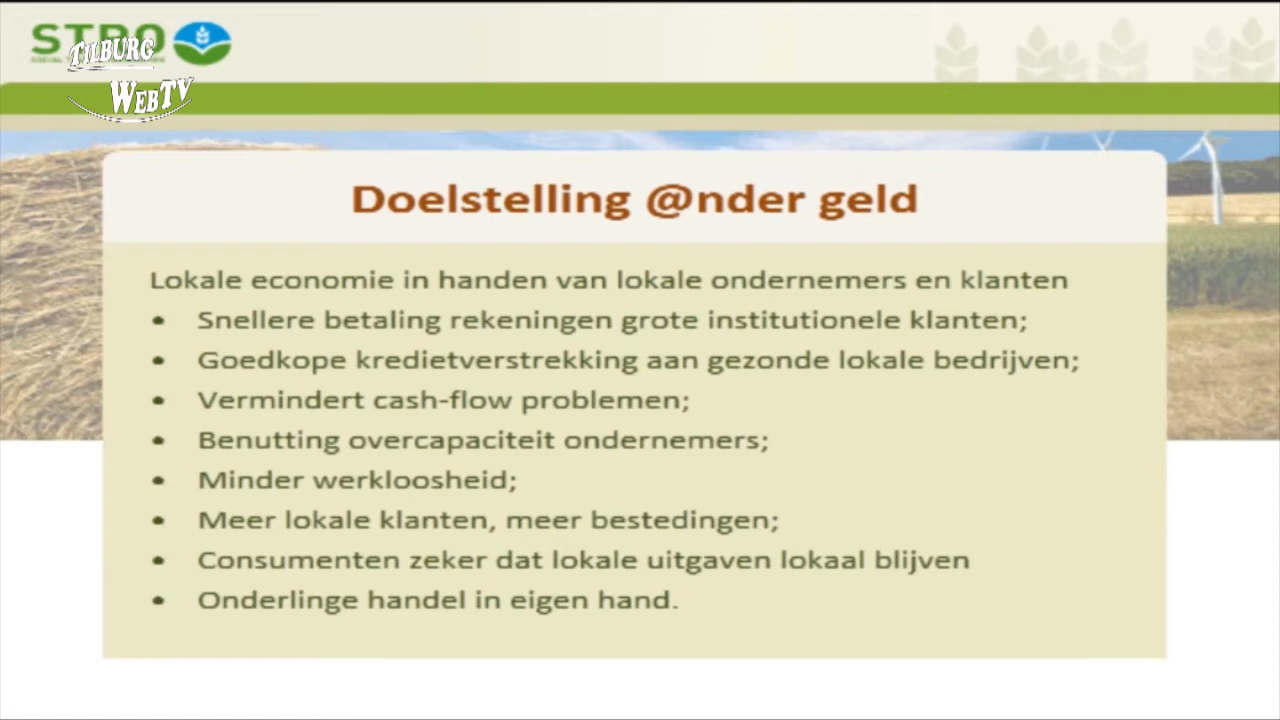 STRO
TILBURG
WEBTV
Doelstelling @nder geld
Lokale economie in handen van lokale ondernemers en klanten
• Snellere betaling rekeningen grote institutionele klanten;
• Goedkope kredietverstrekking aan gezonde lokale bedrijven;
• Vermindert cash-flow problemen;
• Benutting overcapaciteit ondernemers;
• Minder werkloosheid;
• Meer lokale klanten, meer bestedingen;
• Consumenten zeker dat lokale uitgaven lokaal blijven
• Onderlinge handel in eigen hand.